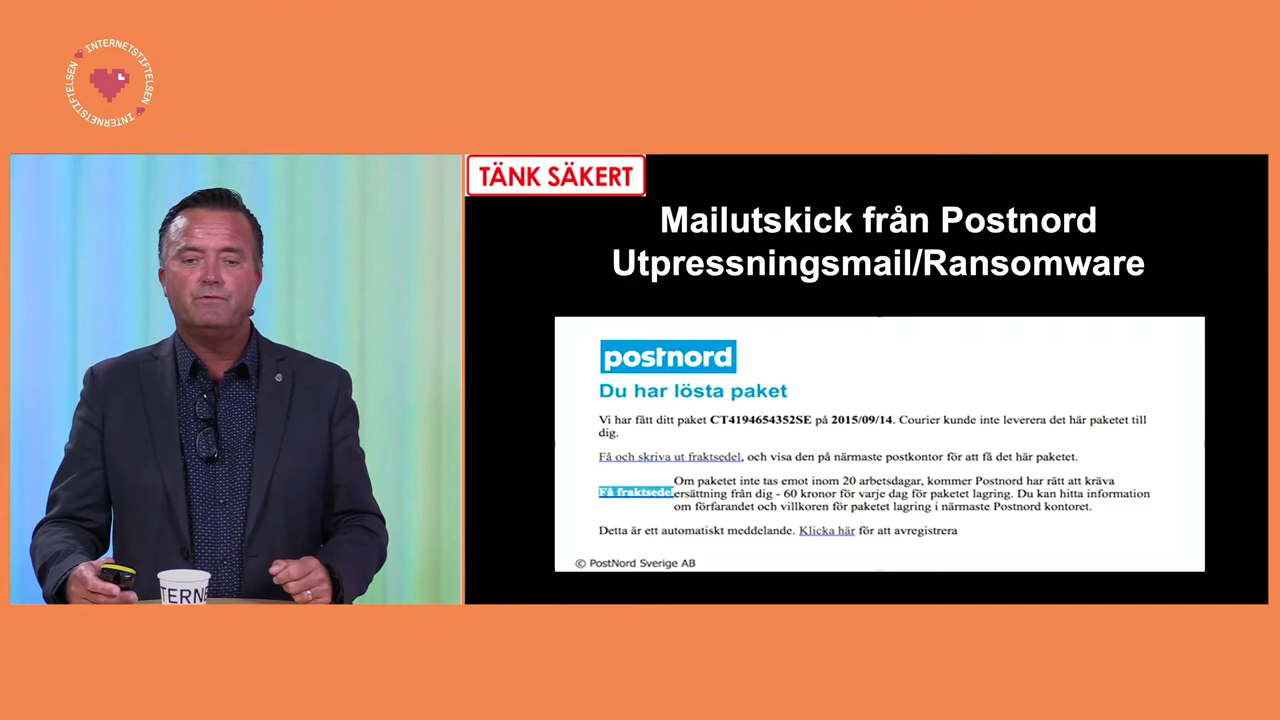 INTERNETSTIFTELSEN
INTERNETSTIFTELSEN
TÄNK SÄKERT
Mailutskick från Postnord
Utpressningsmail/Ransomware
postnord
Du har lösta paket
Vi har fått ditt paket CT4194654352SE på 2015/09/14. Courier kunde inte leverera det här paketet till
dig.
Få och skriva ut fraktsedel, och visa den på närmaste postkontor för att få det här paketet.
Om paketet inte tas emot inom 20 arbetsdagar, kommer Postnord har rätt att kräva
Få fraktsedel ersättning från dig - 60 kronor för varje dag för paketet lagring. Du kan hitta information
om förfarandet och villkoren för paketet lagring i närmaste Postnord kontoret.
Detta är ett automatiskt meddelande. Klicka här för att avregistrera
© PostNord Sverige AB
TERNE